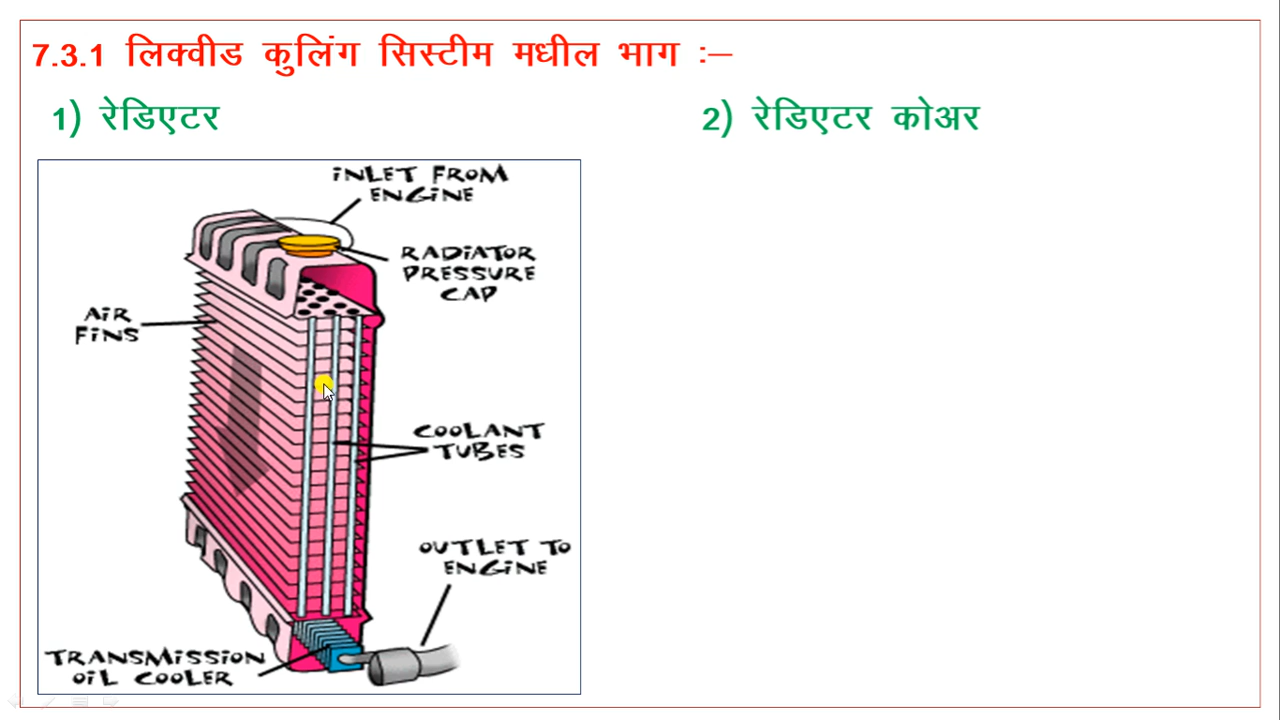 7.3.1 लिक्वीड कुलिंग सिस्टीम मधील भाग :–
1) रेडिएटर
2) रेडिएटर कोअर
INLET FROM
ENGINE
RADIATOR
PRESSURE
CAP
AIR
FINS
COOLANT
TUBES
OUTLET TO
ENGINE
TRANSMISSION
OIL COOLER